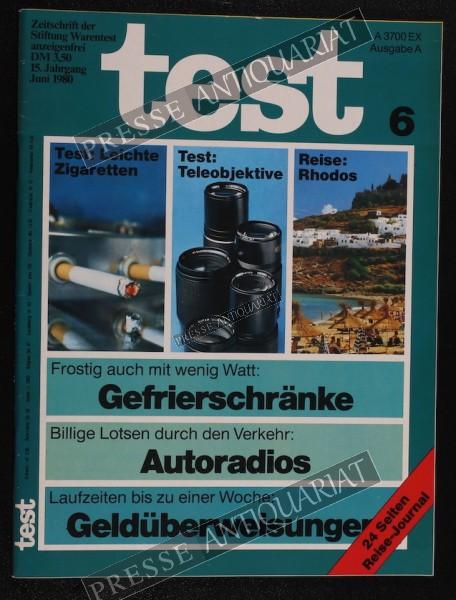 Zeitschrift der
Stiftung Warentest
anzeigenfrei
DM 3,50
15. Jahrgang
Juni 1980
test
A 3700 EX
Ausgabe A
6
Test: Leichte
Zigaretten
Test:
Teleobjektive
Reise:
Rhodos
Frostig auch mit wenig Watt:
Gefrierschränke
Billige Lotsen durch den Verkehr:
Autoradios
Laufzeiten bis zu einer Woche:
Geldüberweisungen
24 Seiten
Reise-Journal
test
PRESSE ANTIQUARIAT
PRESSE ANTIQUARIAT
PRESSE ANTIQUARIAT